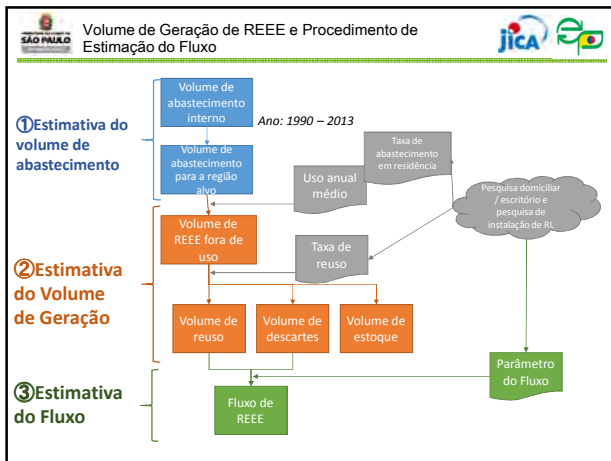 SÃO PAULO
Volume de Geração de REEE e Procedimento de
Estimação do Fluxo
JICA
①Estimativa do
volume de
abastecimento
Volume de
abastecimento
interno
Ano: 1990 – 2013
Volume de
abastecimento
para a região
alvo
Uso anual
médio
Taxa de
abastecimento
em residência
Pesquisa domiciliar
/ escritório e
pesquisa de
instalação de RL
②Estimativa
do Volume
de Geração
Volume de
REEE fora de
uso
Taxa de
reuso
Volume de
reuso
Volume de
descartes
Volume de
estoque
③Estimativa
do Fluxo
Fluxo de
REEE
Parâmetro
do Fluxo